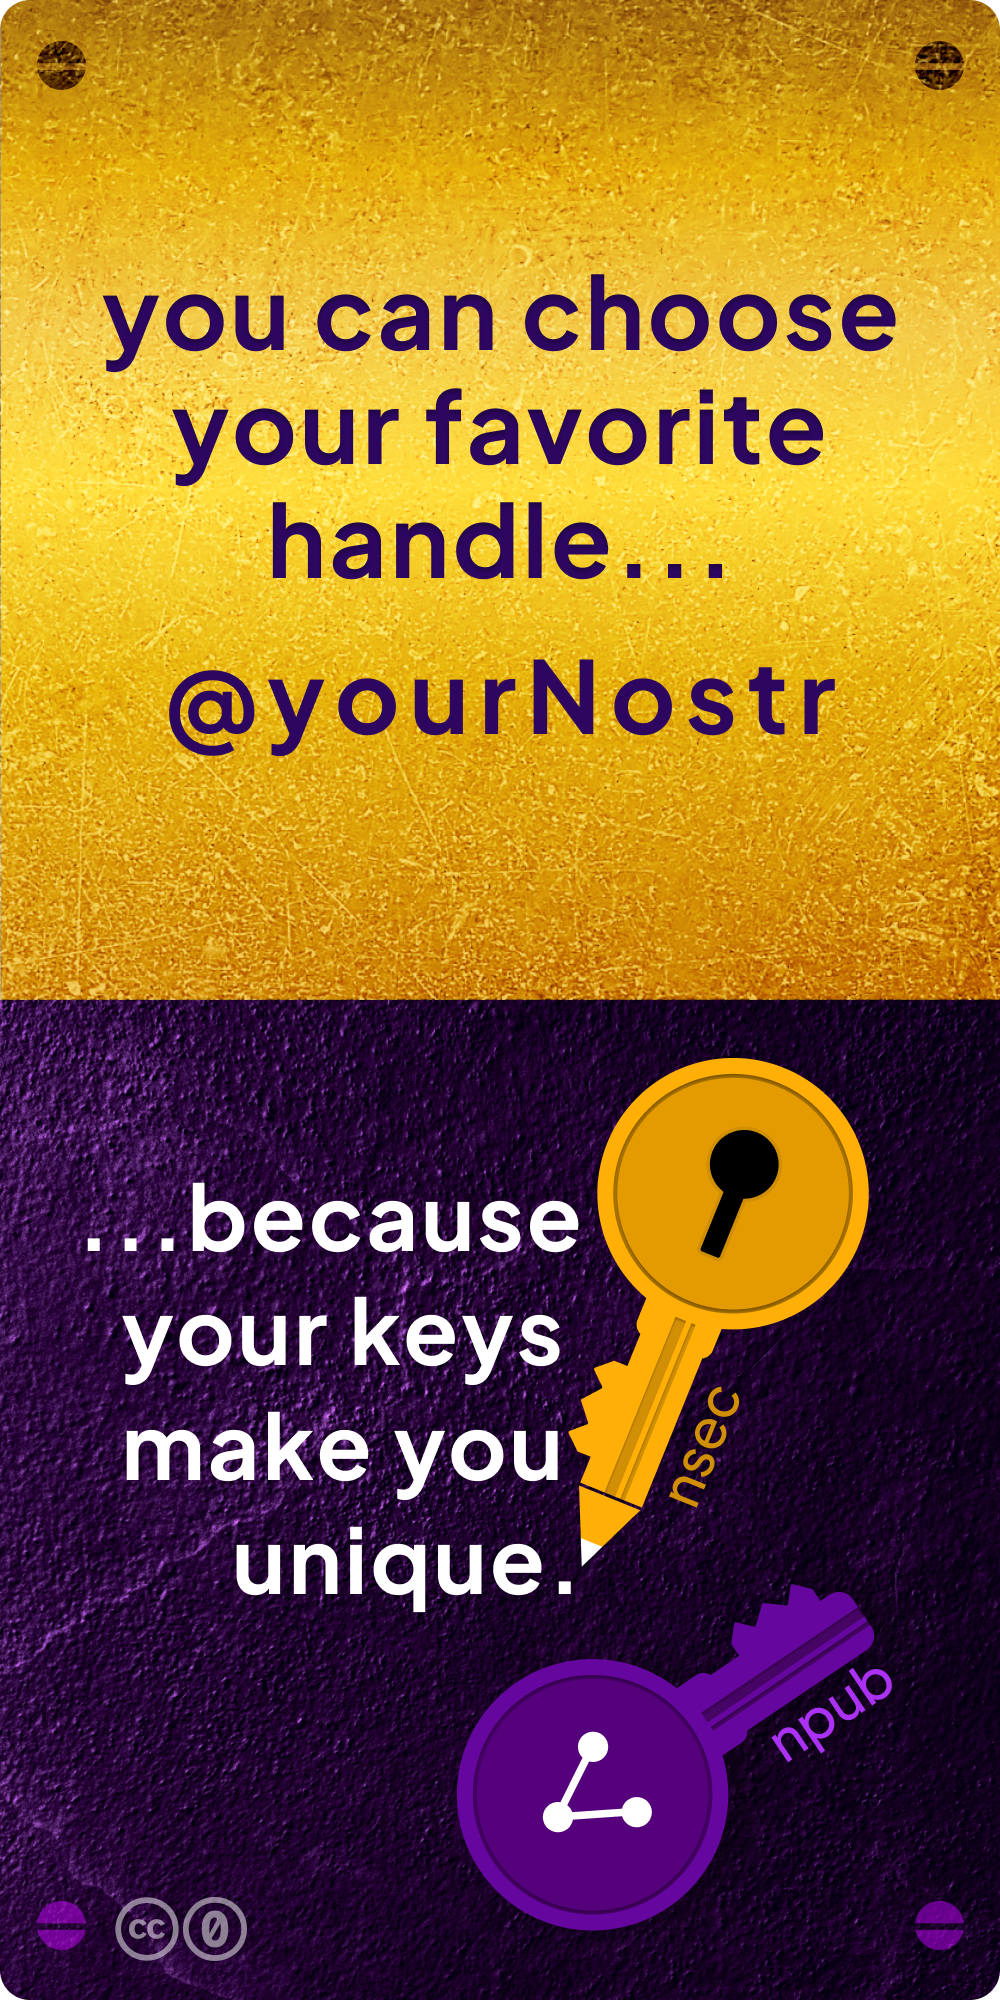 you can choose
your favorite
handle...
@yourNostr
...because
your keys
make you
unique.
nsec
npub
cc 0